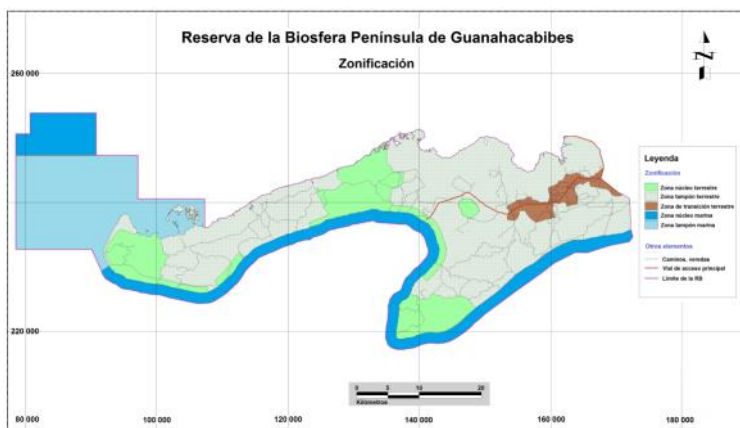 Reserva de la Biosfera Península de Guanahacabibes
Zonificación
N
260 000
220 000
Leyenda
Zonificación
Zona núcleo terrestre
Zona tampón terrestre
Zona de transición terrestre
Zona núcleo marina
Zona tampón marina
Otros elementos
Caminos, veredas
Vial de acceso principal
Límite de la RB
0 5 10 20
Kilómetros
80 000 100 000 120 000 140 000 160 000 180 000